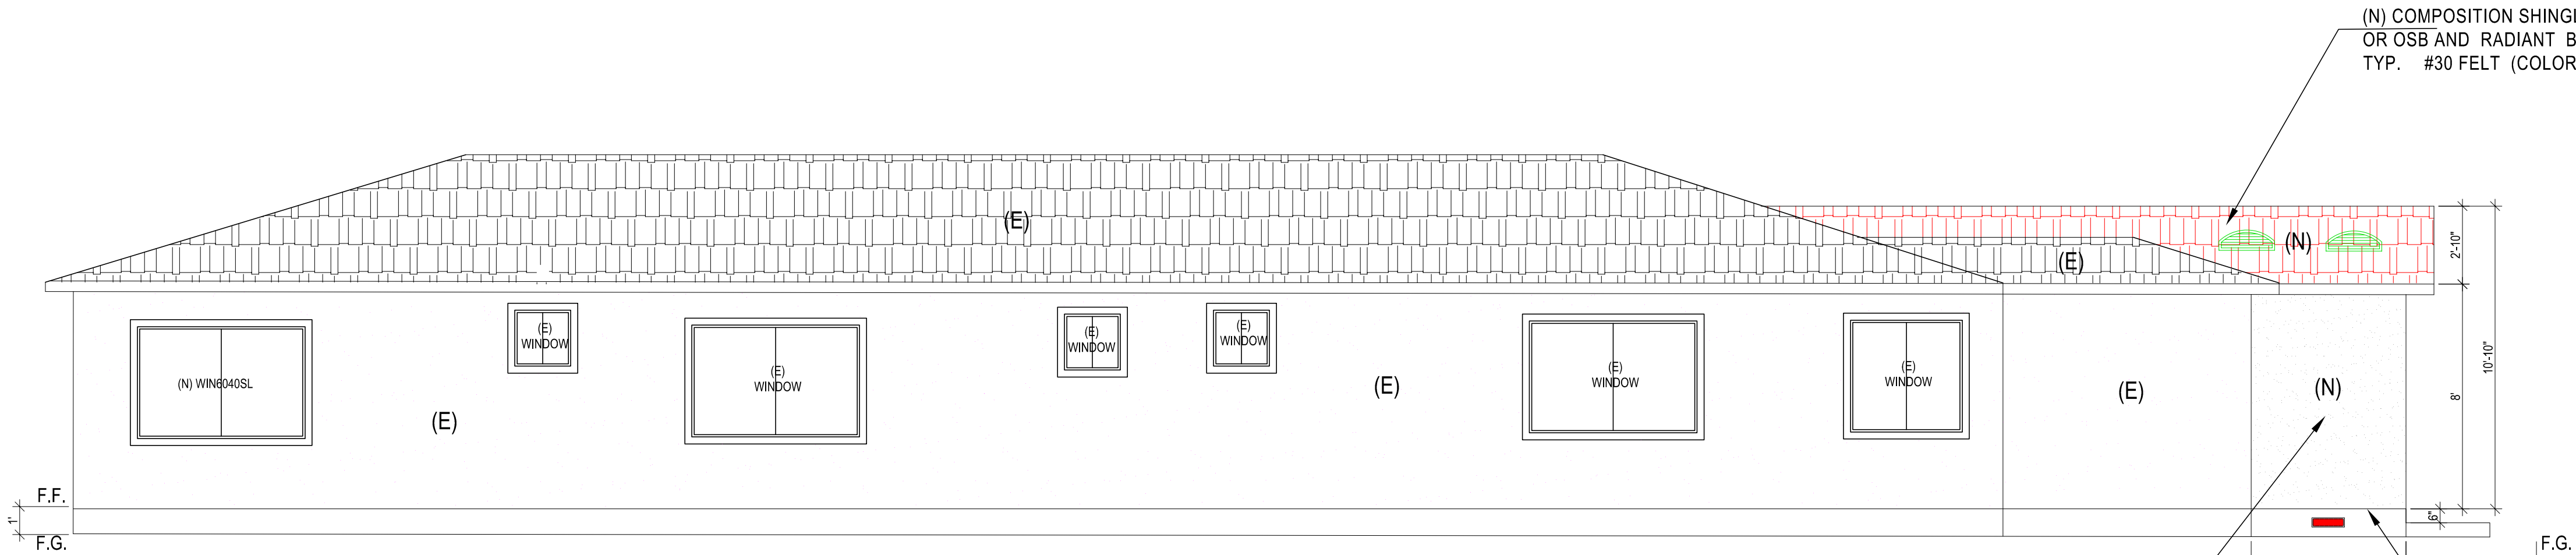 (N) COMPOSITION SHINGL
OR OSB AND RADIANT B
TYP. #30 FELT (COLOR
(E)
(N)
(E)
2'-10"
10'-10"
8'
(E)
WINDOW
(E)
WINDOW
(E)
WINDOW
(N) WIN6040SL
(E)
WINDOW
(E)
WINDOW
(E)
WINDOW
(E)
(E)
(E)
(N)
F.F.
1'
F.G.
6"
F.G.